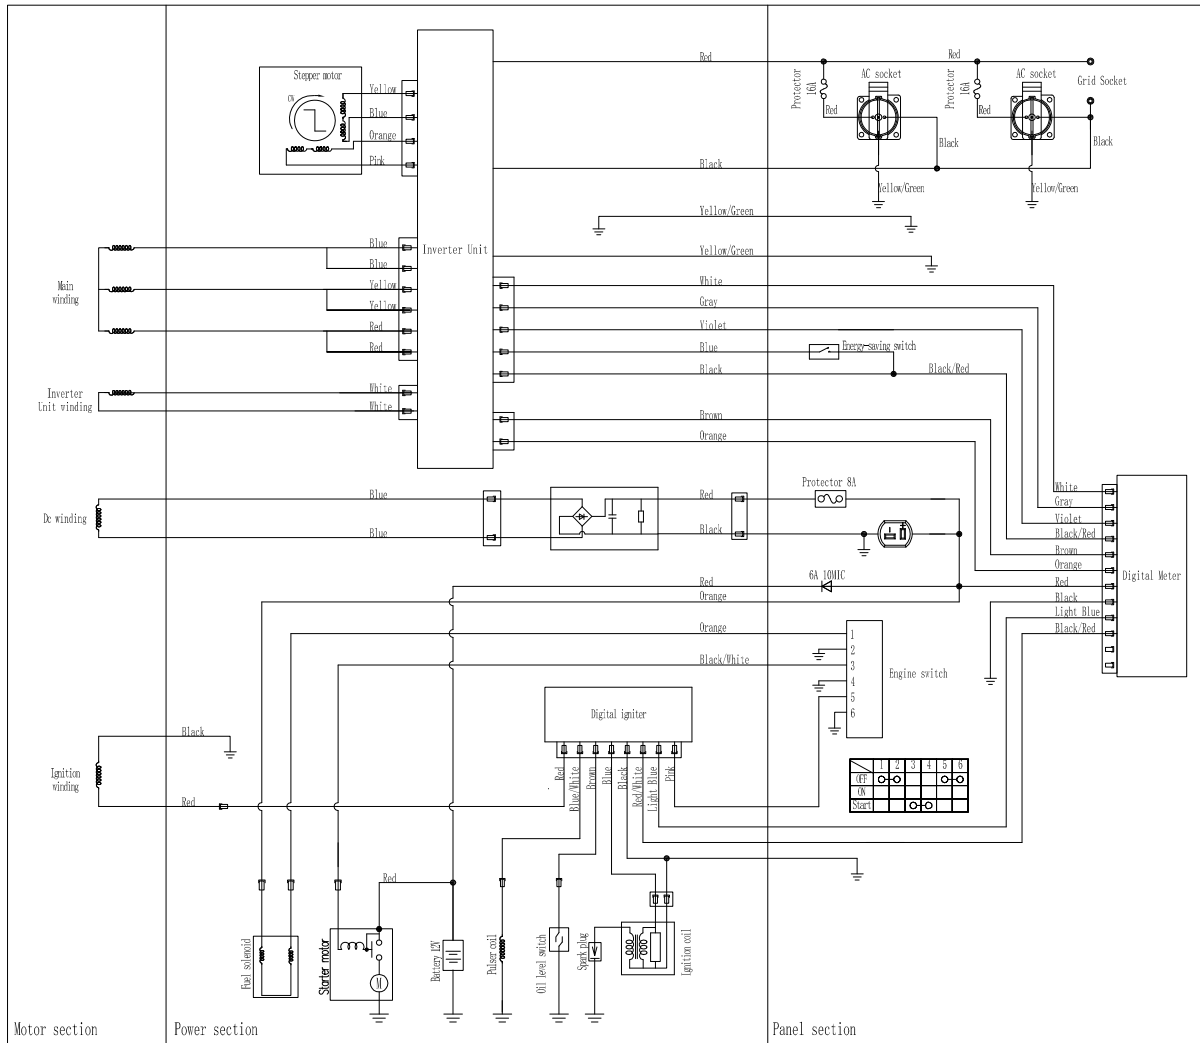 Stepper motor
CW
Yellow
Blue
Orange
Pink
Inverter Unit
Red
Red
Protector
16A
AC socket
Red
Protector
16A
AC socket
Red
Grid Socket
Black
Black
Black
Yellow/Green
Yellow/Green
Yellow/Green
Yellow/Green
Main
winding
Blue
Blue
Yellow
Yellow
Red
Red
White
Gray
Violet
Blue
Energy-saving switch
Black
Black/Red
Inverter
Unit winding
White
White
Brown
Orange
Dc winding
Blue
Blue
Red
Black
Protector 8A
White
Gray
Violet
Black/Red
Brown
Orange
Red
Black
Light Blue
Black/Red
Digital Meter
Red
6A 10MIC
Orange
Orange
Black/White
1
2
3
4
5
6
Engine switch
Digital igniter
Red
Blue/White
Brown
Blue
Black
Red/White
Light Blue
Pink
1 2 3 4 5 6
OFF
ON
Start
Ignition
winding
Black
Red
Red
Fuel solenoid
Starter motor
M
Battery 12V
Pulser coil
Oil level switch
Spark plug
Ignition coil
Motor section
Power section
Panel section